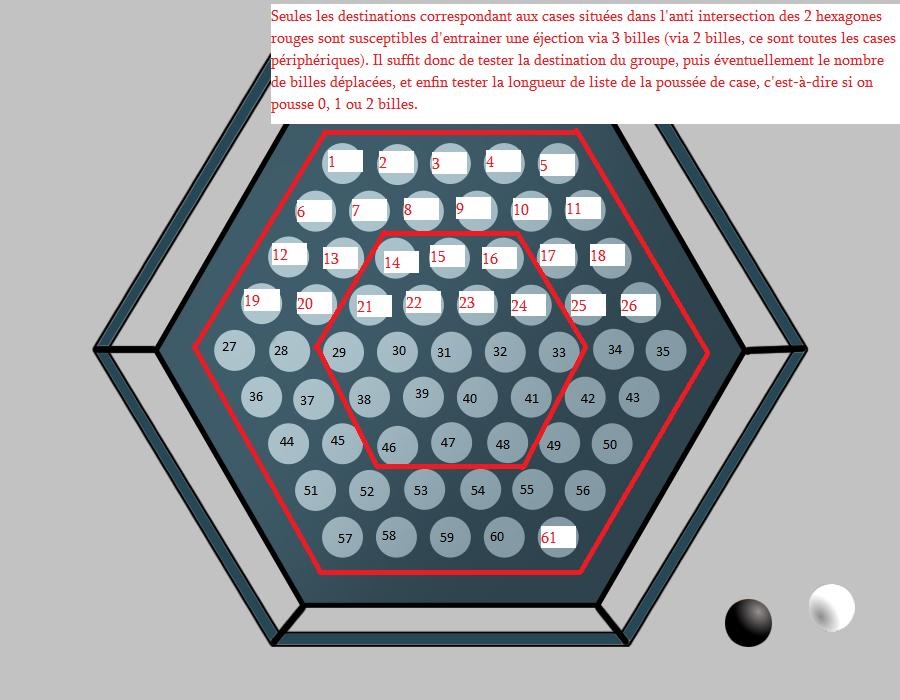 Seules les destinations correspondant aux cases situées dans l'anti intersection des 2 hexagones
rouges sont susceptibles d'entrainer une éjection via 3 billes (via 2 billes, ce sont toutes les cases
périphériques). Il suffit donc de tester la destination du groupe, puis éventuellement le nombre
de billes déplacées, et enfin tester la longueur de liste de la poussée de case, c'est-à-dire si on
pousse 0, 1 ou 2 billes.
1 2 3 4 5
6 7 8 9 10 11
12 13 14 15 16 17 18
19 20 21 22 23 24 25 26
27 28 29 30 31 32 33 34 35
36 37 38 39 40 41 42 43
44 45 46 47 48 49 50
51 52 53 54 55 56
57 58 59 60 61